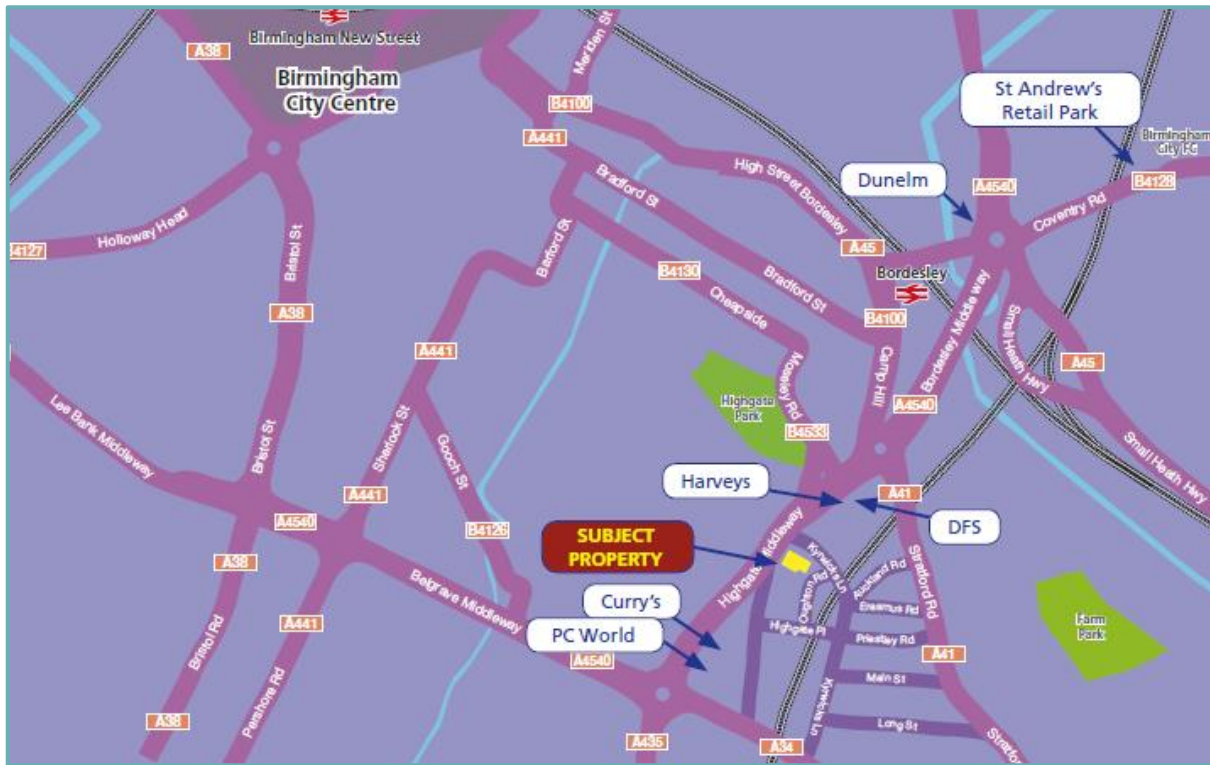 Birmingham New Street
Birmingham
City Centre
A38
Meriden St
B4100
A441
St Andrew's
Retail Park
Birmingham
City FC
B4128
Dunelm
A4540
Coventry Rd
High Street Bordesley
Bradford St
Holloway Head
B4127
Bristol St
Barford St
B4130
Cheapside
Bradford St
A45
Bordesley
B4100
A38
A441
Bordesley Middleway
Small Heath Hwy
A45
Camp Hill
Moseley Rd
Highgate
Park
A4540
B4533
Lee Bank Middleway
Bristol St
Sherlock St
Gooch St
Small Heath Hwy
Harveys
A41
DFS
A441
A4540
B4126
SUBJECT
PROPERTY
Highgate Middleway
Kyrwicks Ln
Oughton Rd
Auckland Rd
Stratford Rd
A38
Belgrave Middleway
Curry's
PC World
Erasmus Rd
Highgate Pl
Priestley Rd
Farm
Park
A441
Bristol Rd
Pershore Rd
A4540
A41
Main St
Kyrwicks Ln
Long St
A38
A435
A34
Stratfo